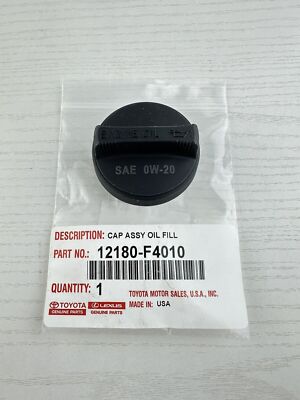 ENGINE OIL
SAE 0W-20
DESCRIPTION: CAP ASSY OIL FILL
PART NO.: 12180-F4010
QUANTITY: 1
TOYOTA MOTOR SALES, U.S.A., INC.
TOYOTA LEXUS
GENUINE PARTS GENUINE PARTS
MADE IN: USA